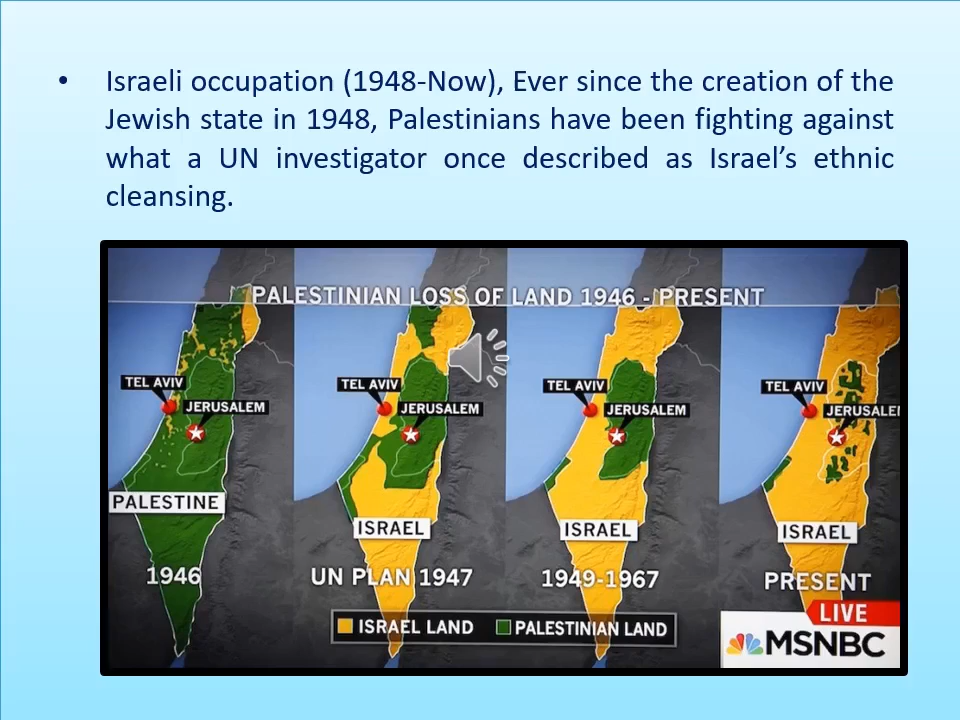 • Israeli occupation (1948-Now), Ever since the creation of the
Jewish state in 1948, Palestinians have been fighting against
what a UN investigator once described as Israel’s ethnic
cleansing.
PALESTINIAN LOSS OF LAND 1946 - PRESENT
TEL AVIV
JERUSALEM
PALESTINE
1946
TEL AVIV
JERUSALEM
ISRAEL
UN PLAN 1947
TEL AVIV
JERUSALEM
ISRAEL
1949-1967
TEL AVIV
JERUSALE
ISRAEL
PRESENT
ISRAEL LAND
PALESTINIAN LAND
LIVE
MSNBC